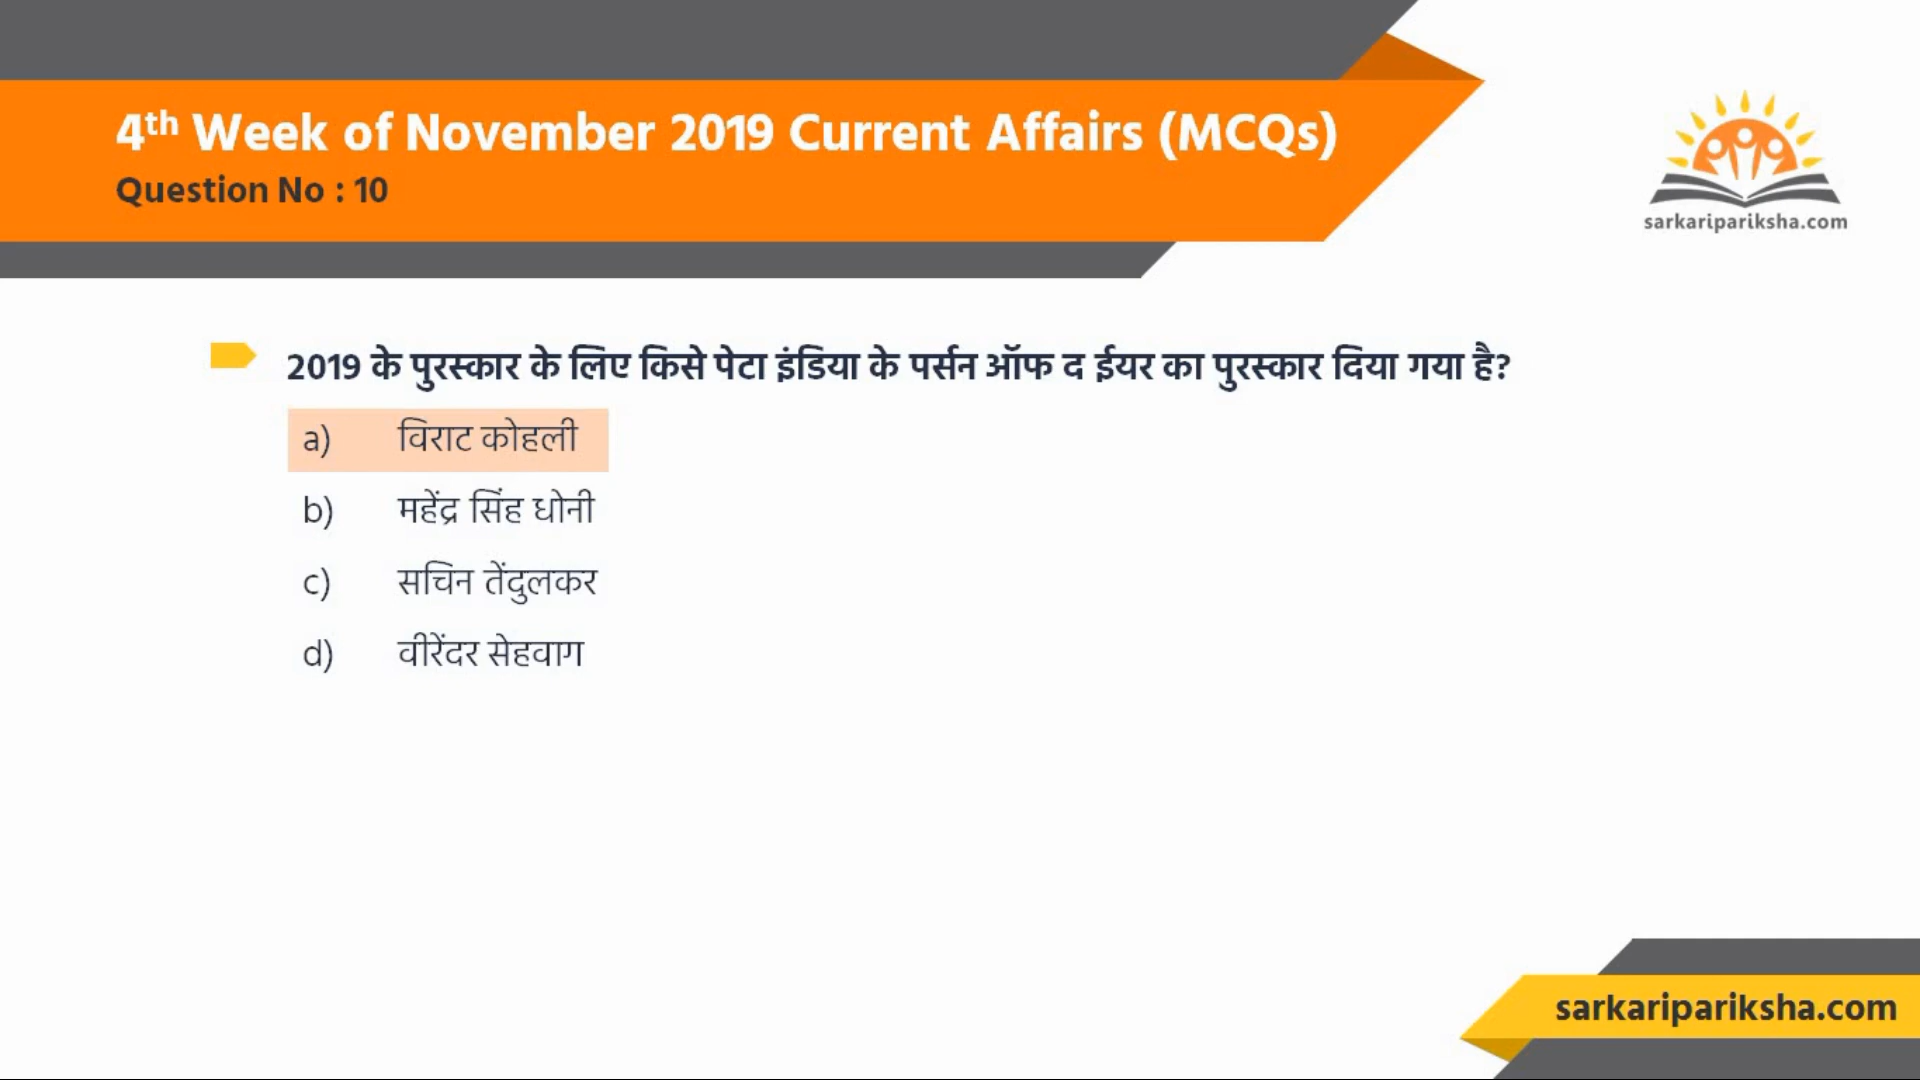 4th Week of November 2019 Current Affairs (MCQs)
Question No : 10
sarkaripariksha.com
2019 के पुरस्कार के लिए किसे पेटा इंडिया के पर्सन ऑफ द ईयर का पुरस्कार दिया गया है?
a) विराट कोहली
b) महेंद्र सिंह धोनी
c) सचिन तेंदुलकर
d) वीरेंदर सेहवाग
sarkaripariksha.com